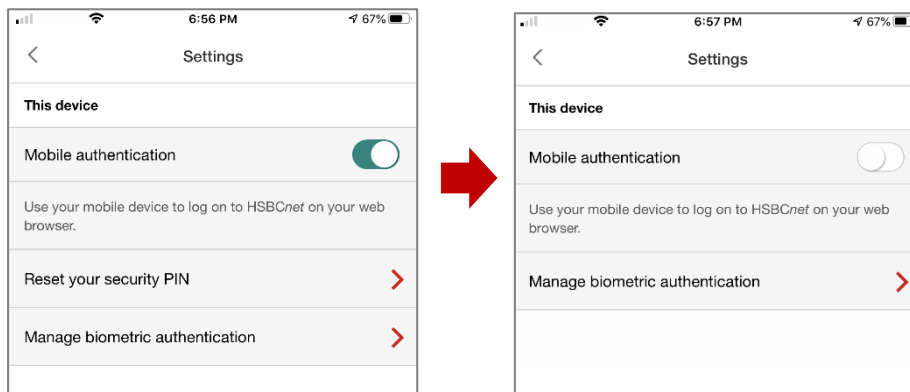 6:56 PM
67%
Settings
This device
Mobile authentication
Use your mobile device to log on to HSBCnet on your web
browser.
Reset your security PIN
Manage biometric authentication
6:57 PM
67%
Settings
This device
Mobile authentication
Use your mobile device to log on to HSBCnet on your web
browser.
Manage biometric authentication